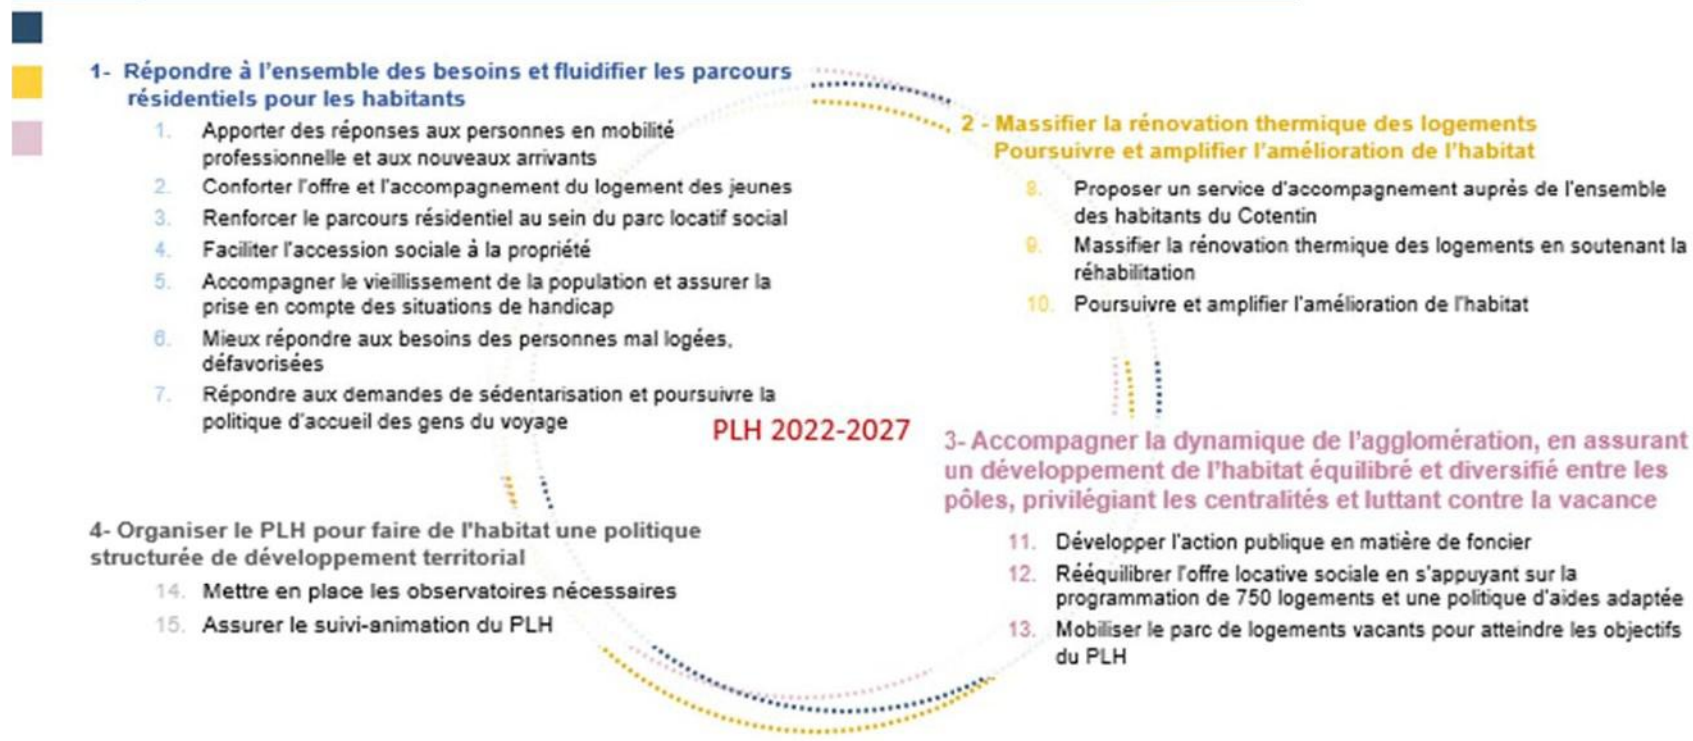 1- Répondre à l'ensemble des besoins et fluidifier les parcours
résidentiels pour les habitants
1. Apporter des réponses aux personnes en mobilité
professionnelle et aux nouveaux arrivants
2. Conforter l'offre et l'accompagnement du logement des jeunes
3. Renforcer le parcours résidentiel au sein du parc locatif social
4. Faciliter l'accession sociale à la propriété
5. Accompagner le vieillissement de la population et assurer la
prise en compte des situations de handicap
6. Mieux répondre aux besoins des personnes mal logées,
défavorisées
7. Répondre aux demandes de sédentarisation et poursuivre la
politique d'accueil des gens du voyage
2 - Massifier la rénovation thermique des logements
Poursuivre et amplifier l'amélioration de l'habitat
8. Proposer un service d'accompagnement auprès de l'ensemble
des habitants du Cotentin
9. Massifier la rénovation thermique des logements en soutenant la
réhabilitation
10. Poursuivre et amplifier l'amélioration de l'habitat
PLH 2022-2027
3- Accompagner la dynamique de l'agglomération, en assurant
un développement de l'habitat équilibré et diversifié entre les
pôles, privilégiant les centralités et luttant contre la vacance
11. Développer l'action publique en matière de foncier
12. Rééquilibrer l'offre locative sociale en s'appuyant sur la
programmation de 750 logements et une politique d'aides adaptée
13. Mobiliser le parc de logements vacants pour atteindre les objectifs
du PLH
4- Organiser le PLH pour faire de l'habitat une politique
structurée de développement territorial
14. Mettre en place les observatoires nécessaires
15. Assurer le suivi-animation du PLH